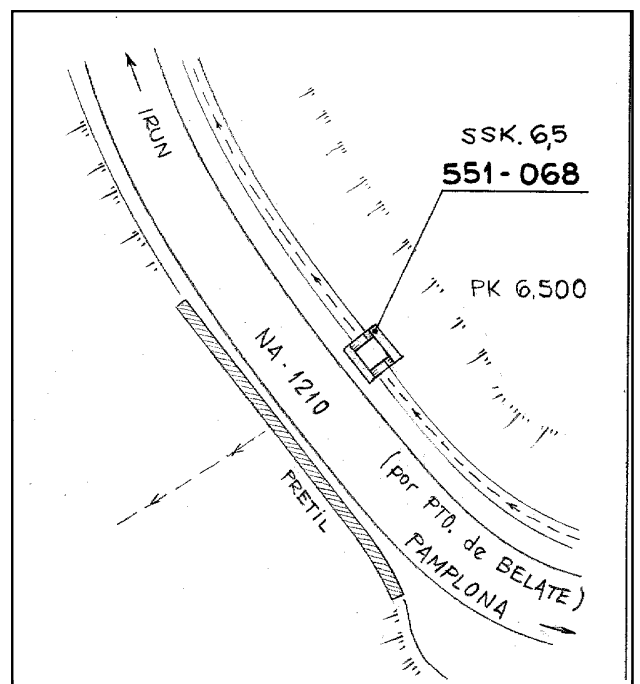 IRUN
SSK. 6,5
551-068
PK 6,500
NA-1210
PRETIL
(por PTO. de BELATE)
PAMPLONA